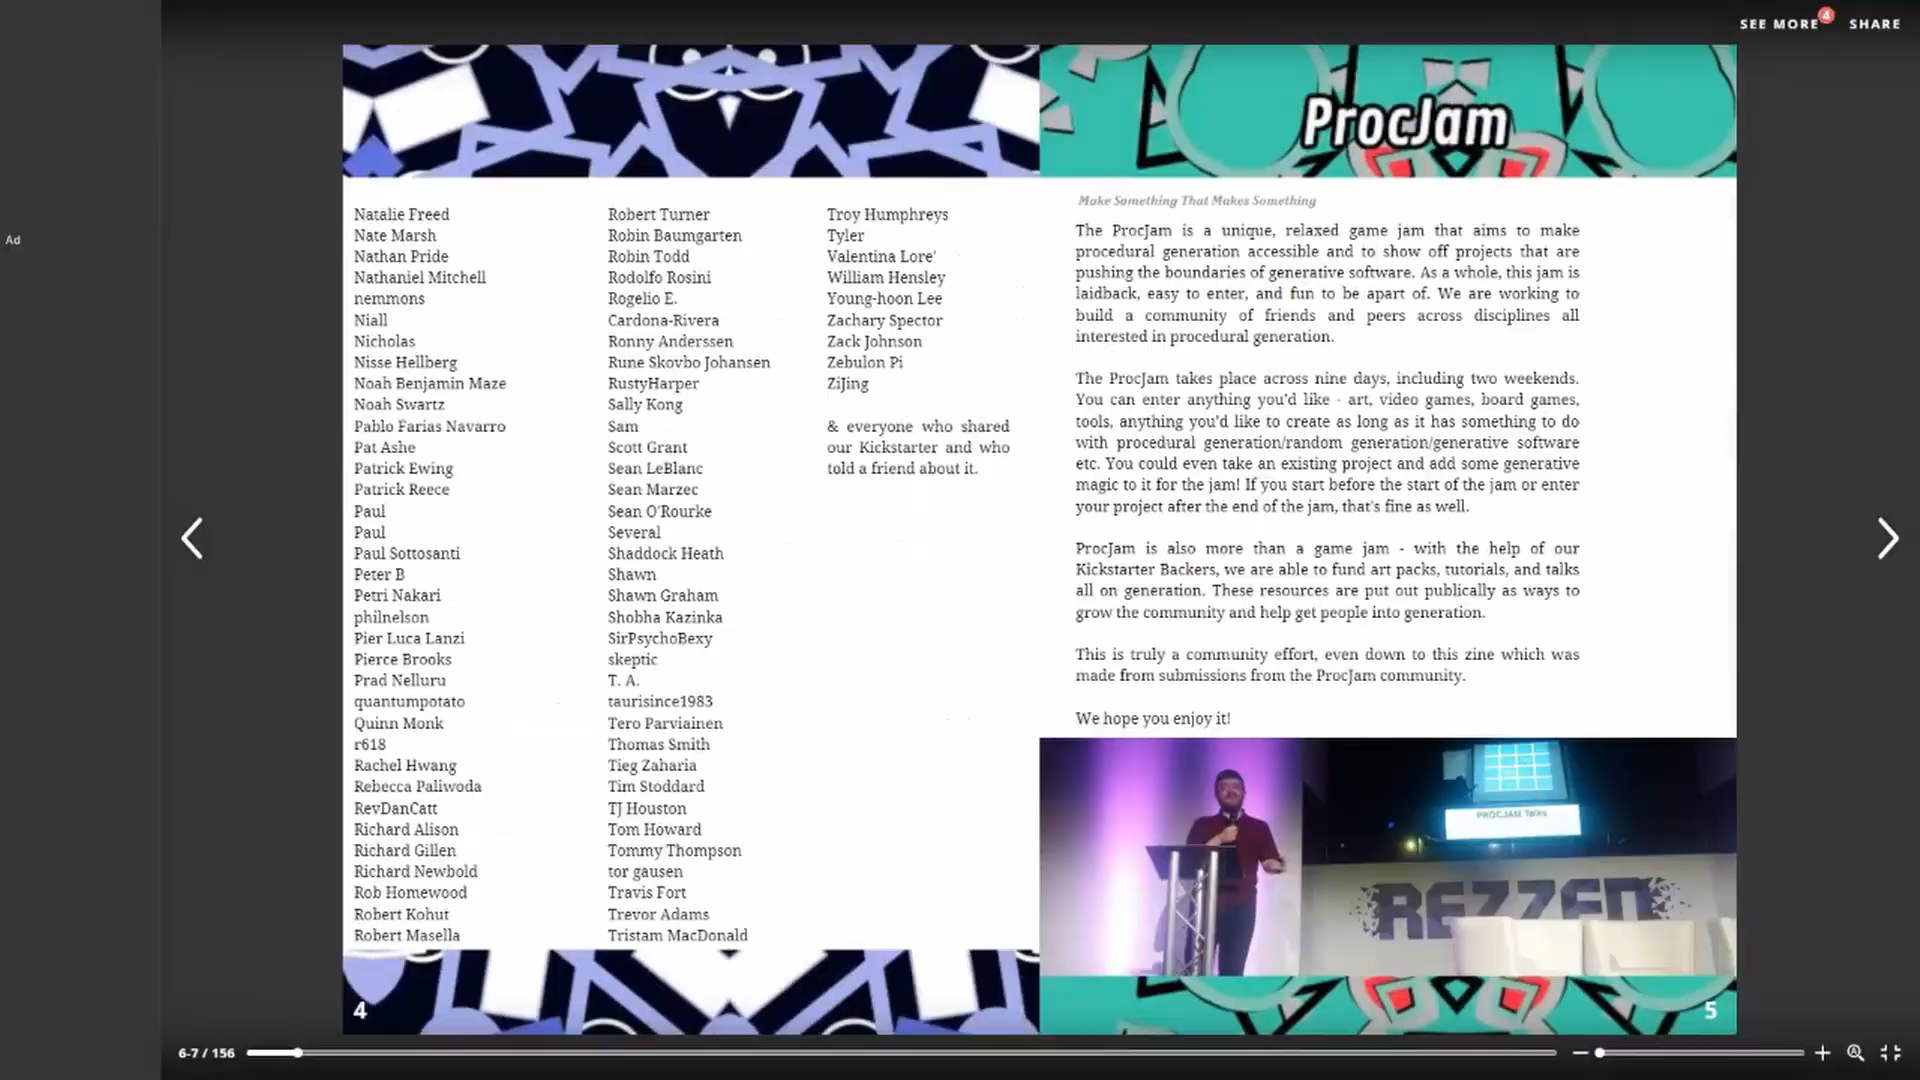 SEE MORE
4
SHARE
Ad
Natalie Freed
Nate Marsh
Nathan Pride
Nathaniel Mitchell
nemmons
Niall
Nicholas
Nisse Hellberg
Noah Benjamin Maze
Noah Swartz
Pablo Farias Navarro
Pat Ashe
Patrick Ewing
Patrick Reece
Paul
Paul
Paul Sottosanti
Peter B
Petri Nakari
philnelson
Pier Luca Lanzi
Pierce Brooks
Prad Nelluru
quantumpotato
Quinn Monk
r618
Rachel Hwang
Rebecca Paliwoda
RevDanCatt
Richard Alison
Richard Gillen
Richard Newbold
Rob Homewood
Robert Kohut
Robert Masella
Robert Turner
Robin Baumgarten
Robin Todd
Rodolfo Rosini
Rogelio E.
Cardona-Rivera
Ronny Anderssen
Rune Skovbo Johansen
RustyHarper
Sally Kong
Sam
Scott Grant
Sean LeBlanc
Sean Marzec
Sean O'Rourke
Several
Shaddock Heath
Shawn
Shawn Graham
Shobha Kazinka
SirPsychoBexy
skeptic
T. A.
taurisince1983
Tero Parviainen
Thomas Smith
Tieg Zaharia
Tim Stoddard
TJ Houston
Tom Howard
Tommy Thompson
tor gausen
Travis Fort
Trevor Adams
Tristam MacDonald
Troy Humphreys
Tyler
Valentina Lore'
William Hensley
Young-hoon Lee
Zachary Spector
Zack Johnson
Zebulon Pi
ZiJing
& everyone who shared
our Kickstarter and who
told a friend about it.
4
ProcJam
Make Something That Makes Something
The ProcJam is a unique, relaxed game jam that aims to make
procedural generation accessible and to show off projects that are
pushing the boundaries of generative software. As a whole, this jam is
laidback, easy to enter, and fun to be apart of. We are working to
build a community of friends and peers across disciplines all
interested in procedural generation.
The ProcJam takes place across nine days, including two weekends.
You can enter anything you'd like - art, video games, board games,
tools, anything you'd like to create as long as it has something to do
with procedural generation/random generation/generative software
etc. You could even take an existing project and add some generative
magic to it for the jam! If you start before the start of the jam or enter
your project after the end of the jam, that's fine as well.
ProcJam is also more than a game jam - with the help of our
Kickstarter Backers, we are able to fund art packs, tutorials, and talks
all on generation. These resources are put out publically as ways to
grow the community and help get people into generation.
This is truly a community effort, even down to this zine which was
made from submissions from the ProcJam community.
We hope you enjoy it!
PROCJAM Talks
REZZED
5
6-7 / 156